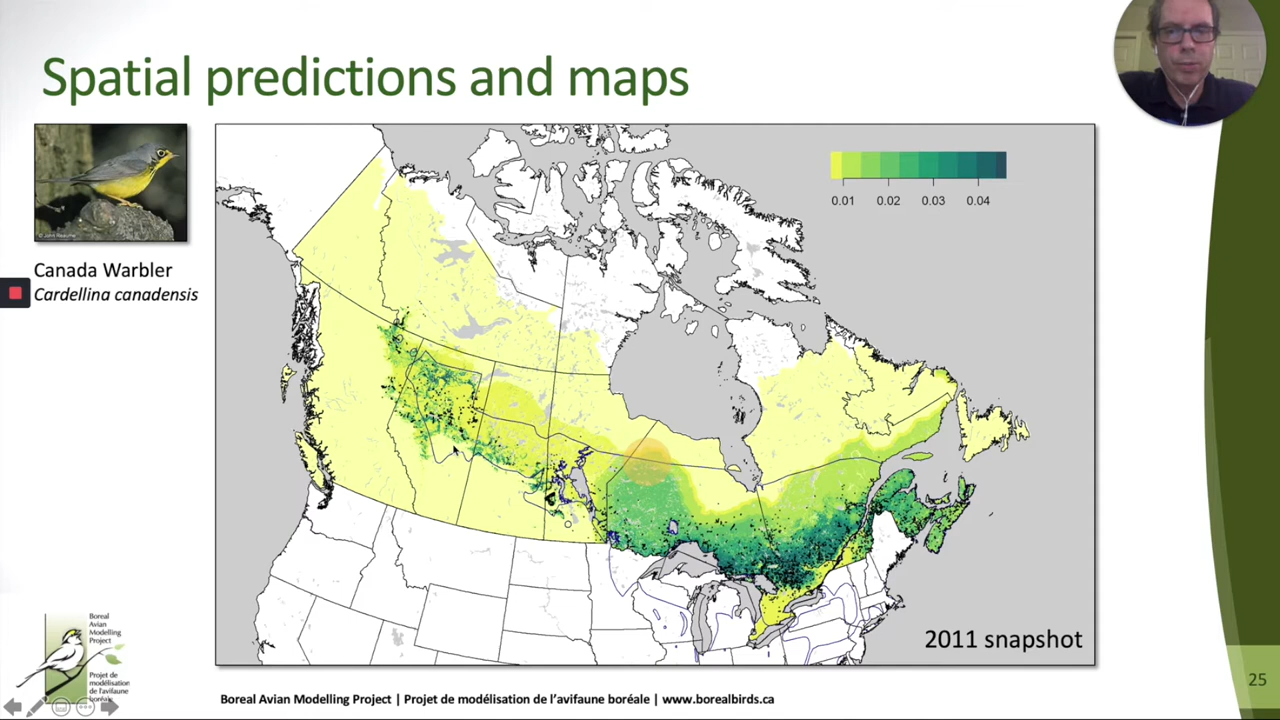 Spatial predictions and maps
Canada Warbler
Cardellina canadensis
0.01 0.02 0.03 0.04
2011 snapshot
Boreal
Avian
Modelling
Project
Projet de
modélisation
de l'avifaune
boréale
Boreal Avian Modelling Project | Projet de modélisation de l'avifaune boréale | www.borealbirds.ca
25